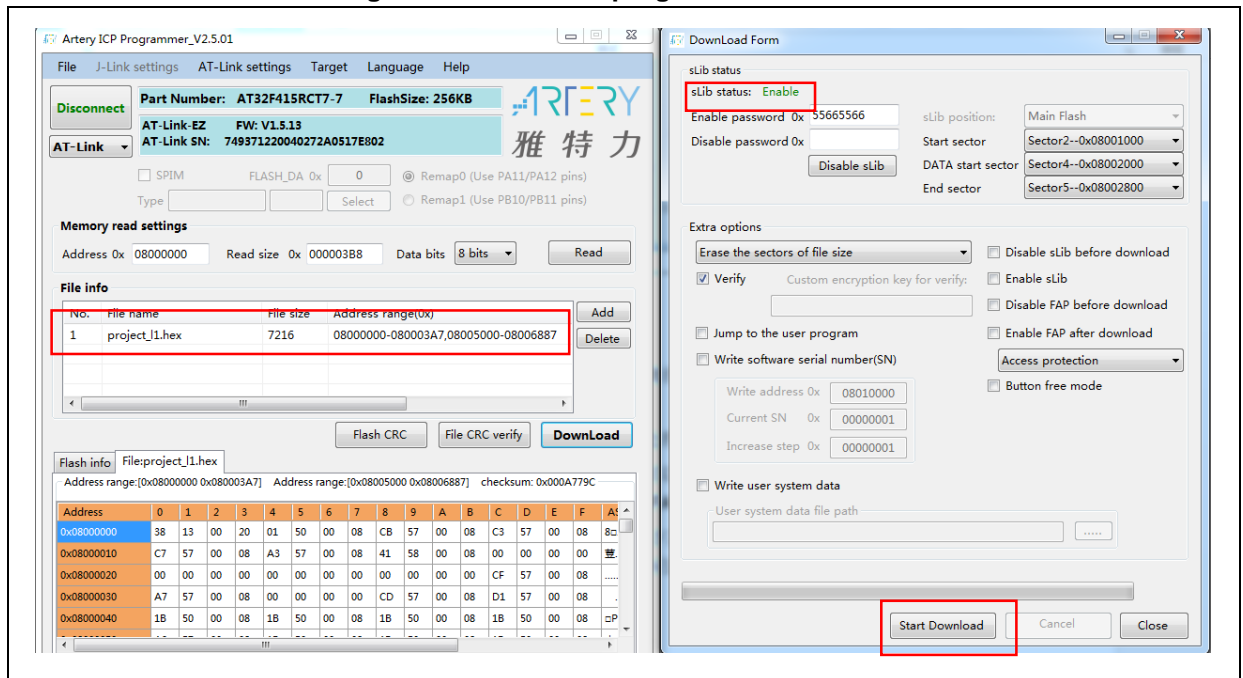 Artery ICP Programmer_V2.5.01
File J-Link settings AT-Link settings Target Language Help
Disconnect
Part Number: AT32F415RCT7-7 FlashSize: 256KB
AT-Link-EZ FW: V1.5.13
AT-Link
AT-Link SN: 749371220040272A0517E802
ARTERY
雅特力
SPIM FLASH_DA 0x 0 Remap0 (Use PA11/PA12 pins)
Type Select Remap1 (Use PB10/PB11 pins)
Memory read settings
Address 0x 08000000 Read size 0x 000003B8 Data bits 8 bits Read
File info
No. File name File size Address range(0x) Add
1 project_l1.hex 7216 08000000-080003A7,08005000-08006887 Delete
Flash CRC File CRC verify DownLoad
Flash info File:project_l1.hex
Address range:[0x08000000 0x080003A7] Address range:[0x08005000 0x08006887] checksum: 0x000A779C
Address 0 1 2 3 4 5 6 7 8 9 A B C D E F
0x08000000 38 13 00 20 01 50 00 08 CB 57 00 08 C3 57 00 08 8□
0x08000010 C7 57 00 08 A3 57 00 08 41 58 00 08 00 00 00 00
0x08000020 00 00 00 00 00 00 00 00 00 00 00 00 CF 57 00 08 .....
0x08000030 A7 57 00 08 00 00 00 00 CD 57 00 08 D1 57 00 08 .
0x08000040 1B 50 00 08 1B 50 00 08 1B 50 00 08 1B 50 00 08 □P
DownLoad Form
sLib status
sLib status: Enable
Enable password 0x 55665566 sLib position: Main Flash
Disable password 0x Start sector Sector2--0x08001000
Disable sLib DATA start sector Sector4--0x08002000
End sector Sector5--0x08002800
Extra options
Erase the sectors of file size Disable sLib before download
Verify Custom encryption key for verify: Enable sLib
Disable FAP before download
Jump to the user program Enable FAP after download
Write software serial number(SN) Access protection
Write address 0x 08010000 Button free mode
Current SN 0x 00000001
Increase step 0x 00000001
Write user system data
User system data file path
.....
Start Download Cancel Close